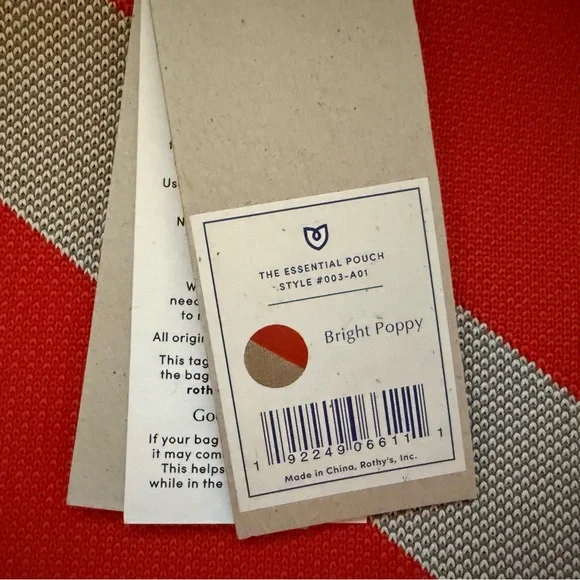 Us
N
W
need
to r
All origin
This tag
the bag
roth
Goo
If your bag
it may com
This helps
while in the
THE ESSENTIAL POUCH
STYLE #003-A01
Bright Poppy
1 92249 06611 1
Made in China, Rothy's, Inc.